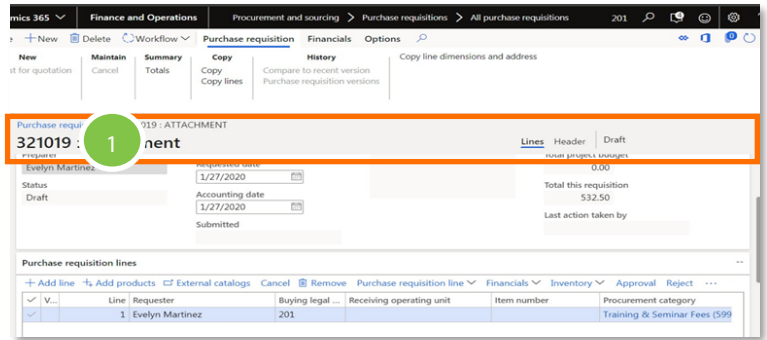 mics 365 Finance and Operations Procurement and sourcing > Purchase requisitions > All purchase requisitions 201
+New Delete Workflow Purchase requisition Financials Options
New Maintain Summary Copy History Copy line dimensions and address
st for quotation Cancel Totals Copy Compare to recent version
Copy lines Purchase requisition versions
Purchase requi 019 : ATTACHMENT
321019 : 1 ment Lines Header Draft
Preparer Requested date Total project budget
Evelyn Martinez 1/27/2020 0.00
Status Accounting date Total this requisition
Draft 1/27/2020 532.50
Submitted Last action taken by
Purchase requisition lines
+ Add line Add products External catalogs Cancel Remove Purchase requisition line Financials Inventory Approval Reject ...
V... Line Requester Buying legal ... Receiving operating unit Item number Procurement category
1 Evelyn Martinez 201 Training & Seminar Fees (599